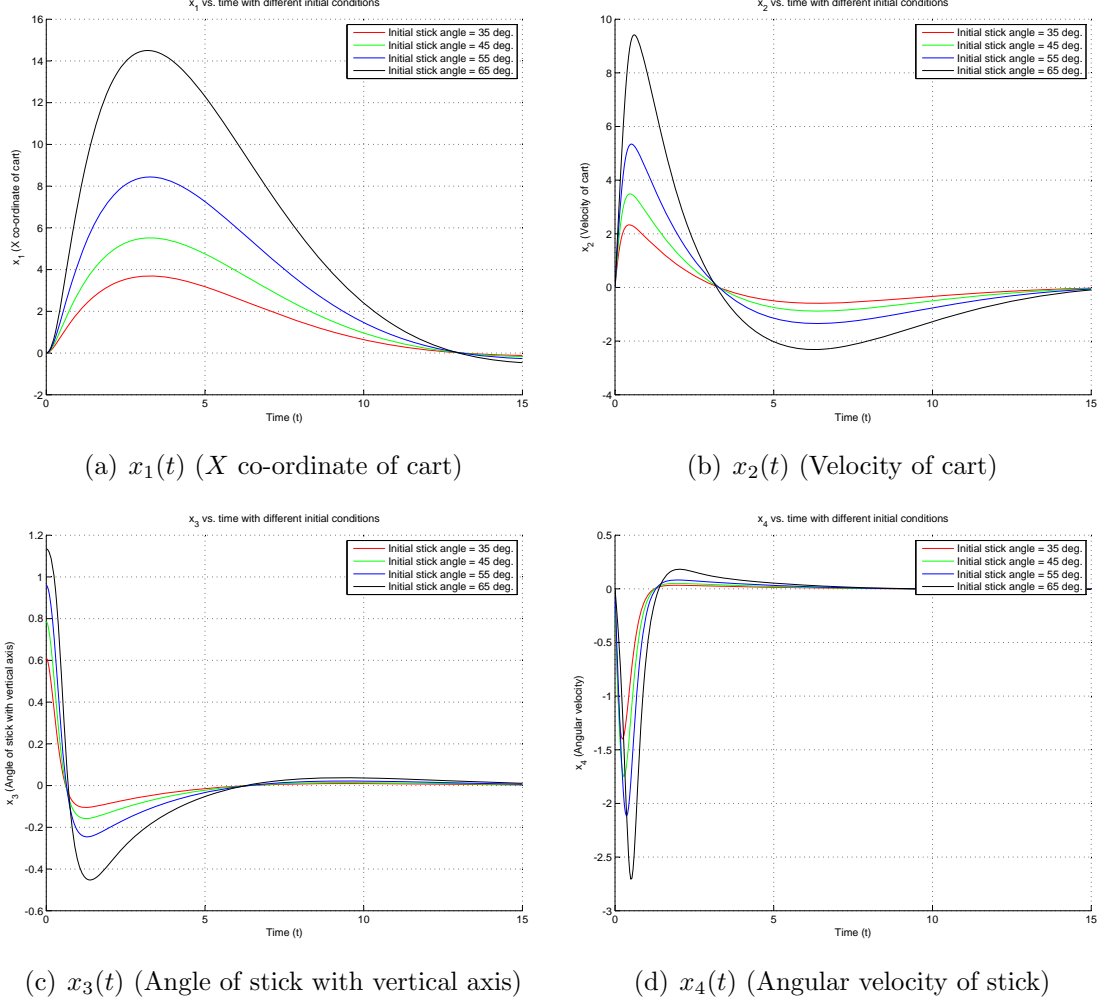 x1 vs. time with different initial conditions
16
14
12
10
8
6
4
2
0
-2
0
5
10
15
x1 (X co-ordinate of cart)
Time (t)
Initial stick angle = 35 deg.
Initial stick angle = 45 deg.
Initial stick angle = 55 deg.
Initial stick angle = 65 deg.
(a) x1(t) (X co-ordinate of cart)
x2 vs. time with different initial conditions
10
8
6
4
2
0
-2
-4
0
5
10
15
x2 (Velocity of cart)
Time (t)
Initial stick angle = 35 deg.
Initial stick angle = 45 deg.
Initial stick angle = 55 deg.
Initial stick angle = 65 deg.
(b) x2(t) (Velocity of cart)
x3 vs. time with different initial conditions
1.2
1
0.8
0.6
0.4
0.2
0
-0.2
-0.4
-0.6
0
5
10
15
x3 (Angle of stick with vertical axis)
Time (t)
Initial stick angle = 35 deg.
Initial stick angle = 45 deg.
Initial stick angle = 55 deg.
Initial stick angle = 65 deg.
(c) x3(t) (Angle of stick with vertical axis)
x4 vs. time with different initial conditions
0.5
0
-0.5
-1
-1.5
-2
-2.5
-3
0
5
10
15
x4 (Angular velocity)
Time (t)
Initial stick angle = 35 deg.
Initial stick angle = 45 deg.
Initial stick angle = 55 deg.
Initial stick angle = 65 deg.
(d) x4(t) (Angular velocity of stick)